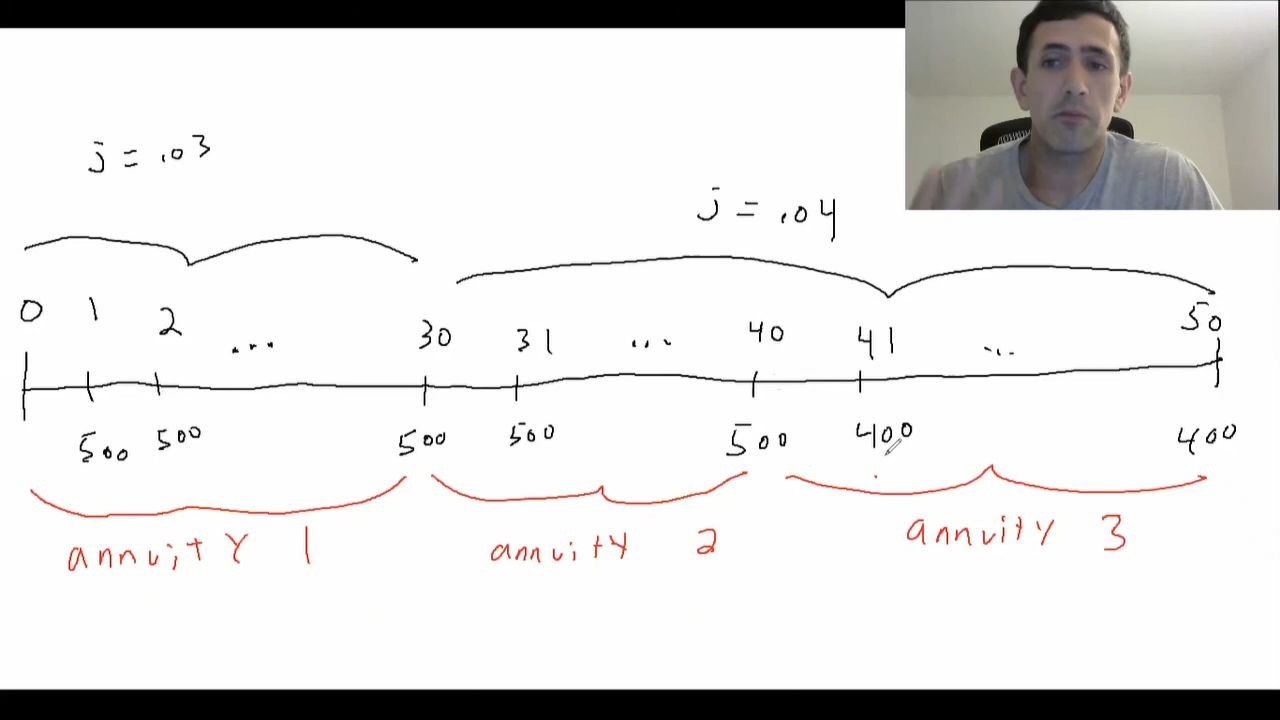 j = .03
j = .04
0 1 2 ... 30 31 ... 40 41 ... 50
500 500 500 500 500 400 400
annuity 1 annuity 2 annuity 3